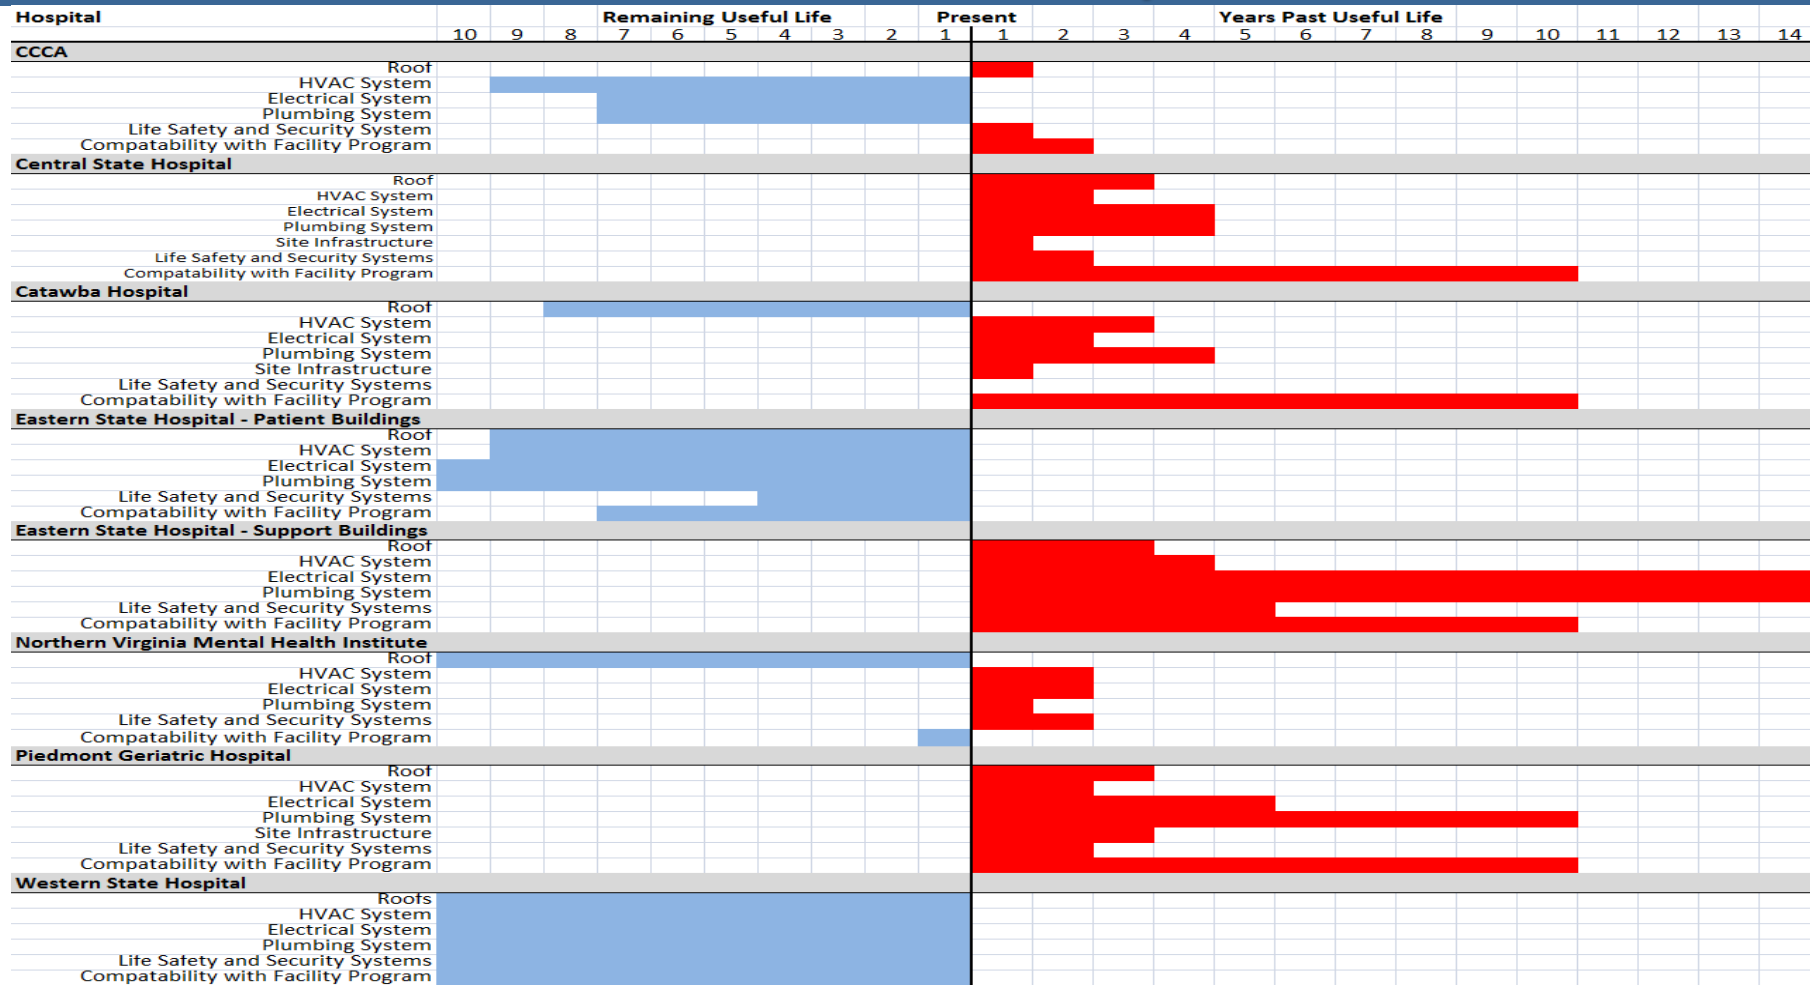 Hospital Remaining Useful Life Present Years Past Useful Life
10 9 8 7 6 5 4 3 2 1 1 2 3 4 5 6 7 8 9 10 11 12 13 14
CCCA
Roof
HVAC System
Electrical System
Plumbing System
Life Safety and Security System
Compatability with Facility Program
Central State Hospital
Roof
HVAC System
Electrical System
Plumbing System
Site Infrastructure
Life Safety and Security Systems
Compatability with Facility Program
Catawba Hospital
Roof
HVAC System
Electrical System
Plumbing System
Site Infrastructure
Life Safety and Security Systems
Compatability with Facility Program
Eastern State Hospital - Patient Buildings
Roof
HVAC System
Electrical System
Plumbing System
Life Safety and Security Systems
Compatability with Facility Program
Eastern State Hospital - Support Buildings
Roof
HVAC System
Electrical System
Plumbing System
Life Safety and Security Systems
Compatability with Facility Program
Northern Virginia Mental Health Institute
Roof
HVAC System
Electrical System
Plumbing System
Life Safety and Security Systems
Compatability with Facility Program
Piedmont Geriatric Hospital
Roof
HVAC System
Electrical System
Plumbing System
Site Infrastructure
Life Safety and Security Systems
Compatability with Facility Program
Western State Hospital
Roofs
HVAC System
Electrical System
Plumbing System
Life Safety and Security Systems
Compatability with Facility Program